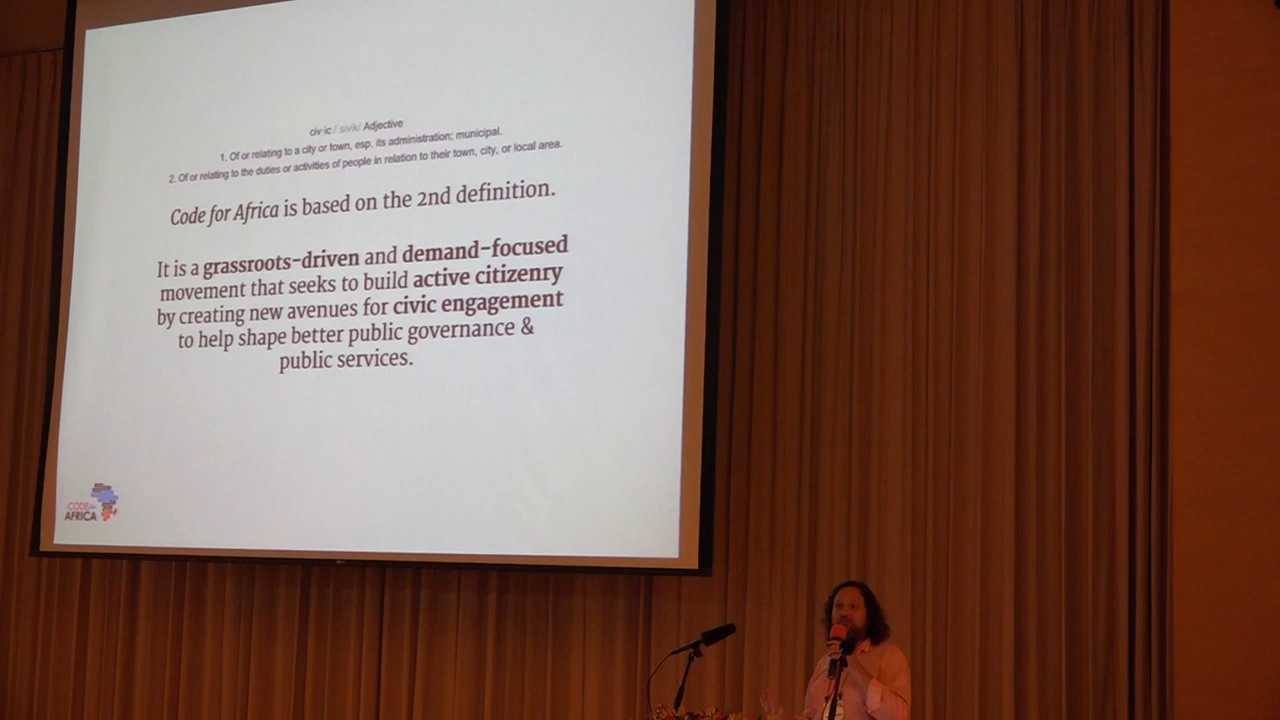 civ·ic / sivik/ Adjective
1. Of or relating to a city or town, esp. its administration; municipal.
2. Of or relating to the duties or activities of people in relation to their town, city, or local area.
Code for Africa is based on the 2nd definition.
It is a grassroots-driven and demand-focused
movement that seeks to build active citizenry
by creating new avenues for civic engagement
to help shape better public governance &
public services.
CODE for
AFRICA